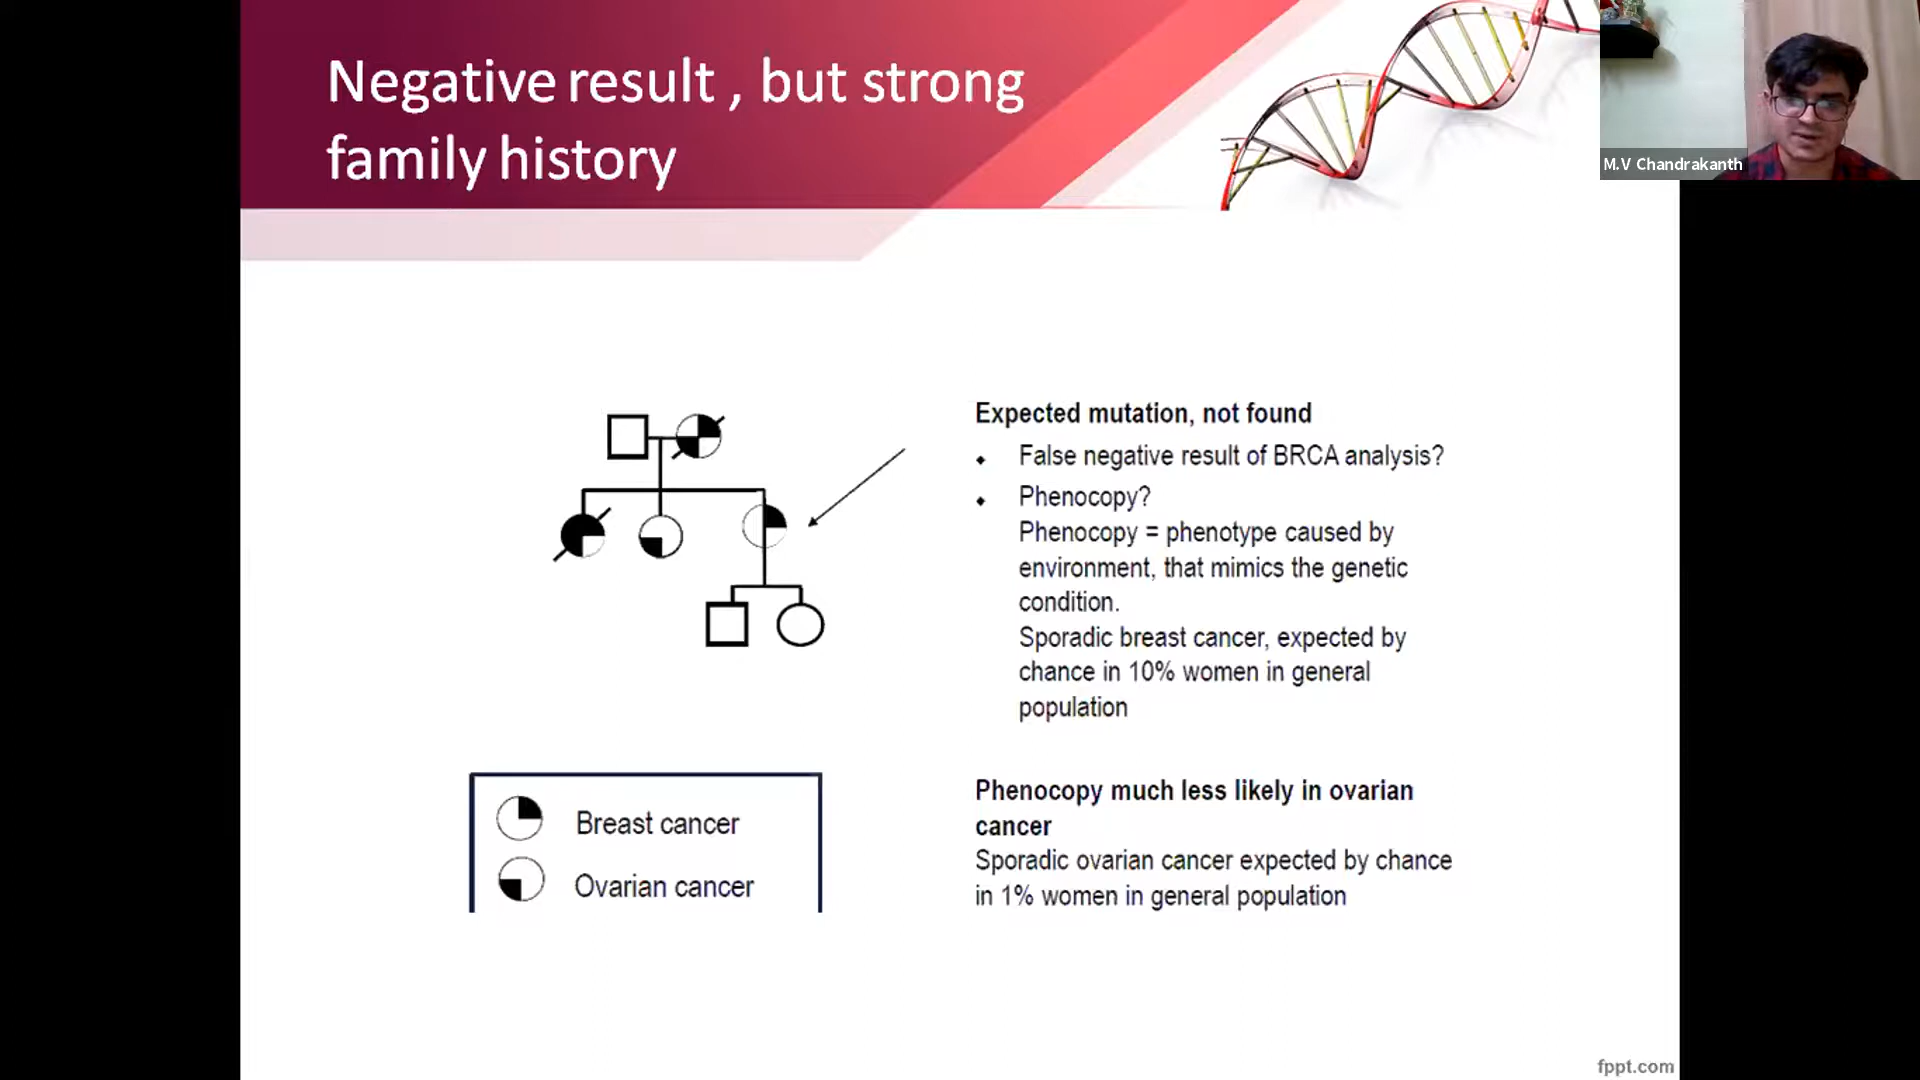 Negative result , but strong
family history
M.V Chandrakanth
Expected mutation, not found
False negative result of BRCA analysis?
Phenocopy?
Phenocopy = phenotype caused by
environment, that mimics the genetic
condition.
Sporadic breast cancer, expected by
chance in 10% women in general
population
Breast cancer
Ovarian cancer
Phenocopy much less likely in ovarian
cancer
Sporadic ovarian cancer expected by chance
in 1% women in general population
fppt.com